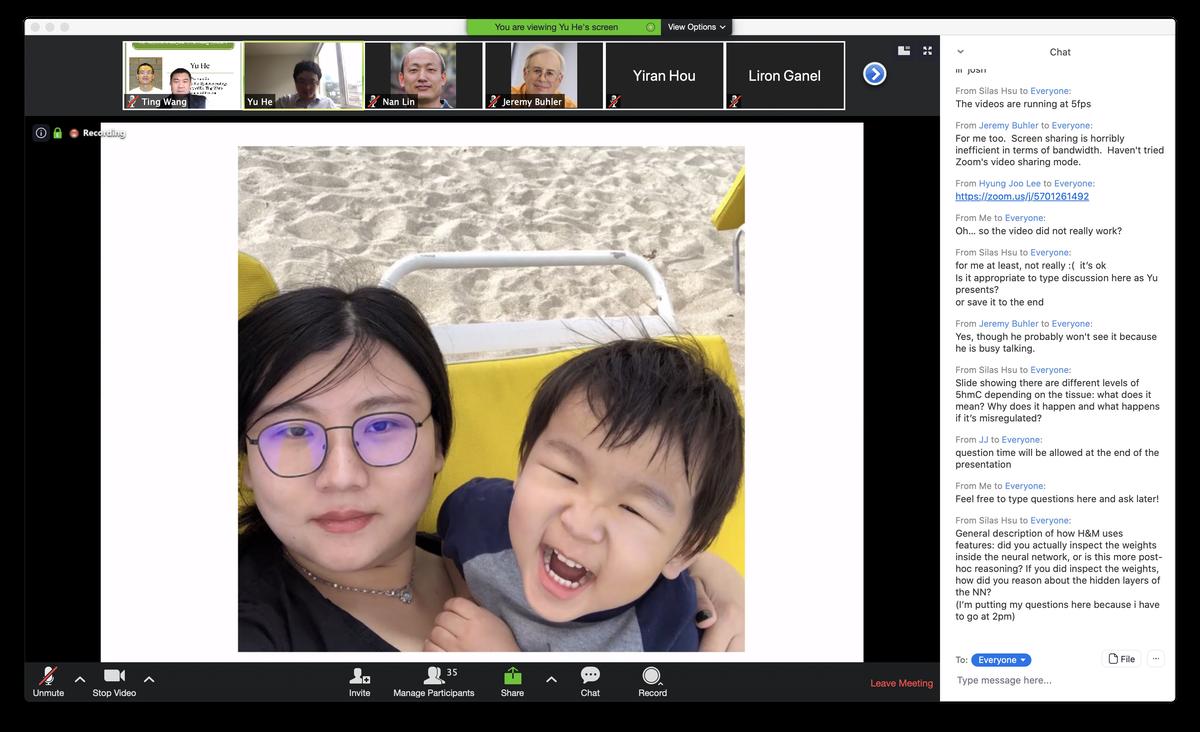 You are viewing Yu He's screen
View Options
Yu He
Ting Wang
Yu He
Nan Lin
Jeremy Buhler
Yiran Hou
Liron Ganel
Recording
Chat
From Silas Hsu to Everyone:
The videos are running at 5fps
From Jeremy Buhler to Everyone:
For me too. Screen sharing is horribly
inefficient in terms of bandwidth. Haven't tried
Zoom's video sharing mode.
From Hyung Joo Lee to Everyone:
https://zoom.us/j/5701261492
From Me to Everyone:
Oh... so the video did not really work?
From Silas Hsu to Everyone:
for me at least, not really :( it's ok
Is it appropriate to type discussion here as Yu
presents?
or save it to the end
From Jeremy Buhler to Everyone:
Yes, though he probably won't see it because
he is busy talking.
From Silas Hsu to Everyone:
Slide showing there are different levels of
5hmC depending on the tissue: what does it
mean? Why does it happen and what happens
if it's misregulated?
From JJ to Everyone:
question time will be allowed at the end of the
presentation
From Me to Everyone:
Feel free to type questions here and ask later!
From Silas Hsu to Everyone:
General description of how H&M uses
features: did you actually inspect the weights
inside the neural network, or is this more post-
hoc reasoning? If you did inspect the weights,
how did you reason about the hidden layers of
the NN?
(I'm putting my questions here because i have
to go at 2pm)
To: Everyone
File
...
Type message here...
Unmute
Stop Video
Invite
35
Manage Participants
Share
Chat
Record
Leave Meeting